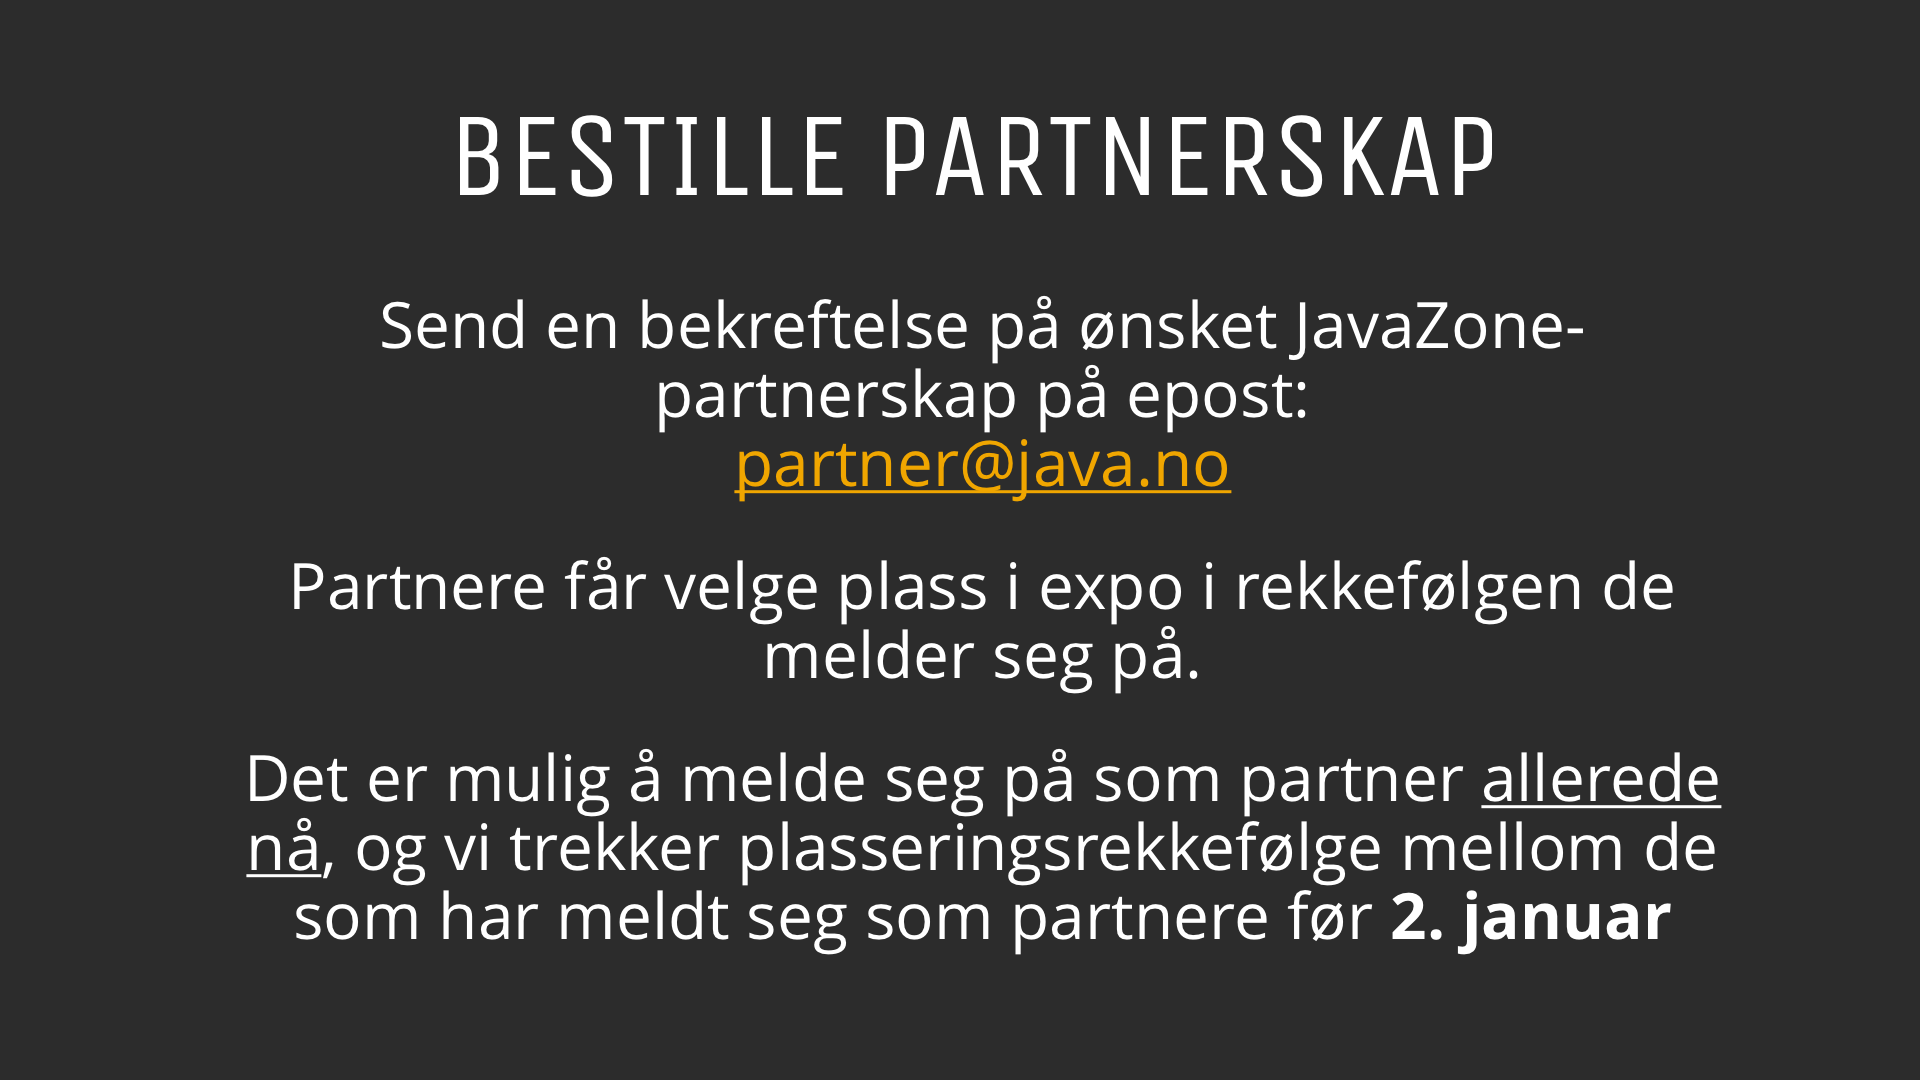 BESTILLE PARTNERSKAP
Send en bekreftelse på ønsket JavaZone-
partnerskap på epost:
partner@java.no
Partnere får velge plass i expo i rekkefølgen de
melder seg på.
Det er mulig å melde seg på som partner allerede
nå, og vi trekker plasseringsrekkefølge mellom de
som har meldt seg som partnere før 2. januar